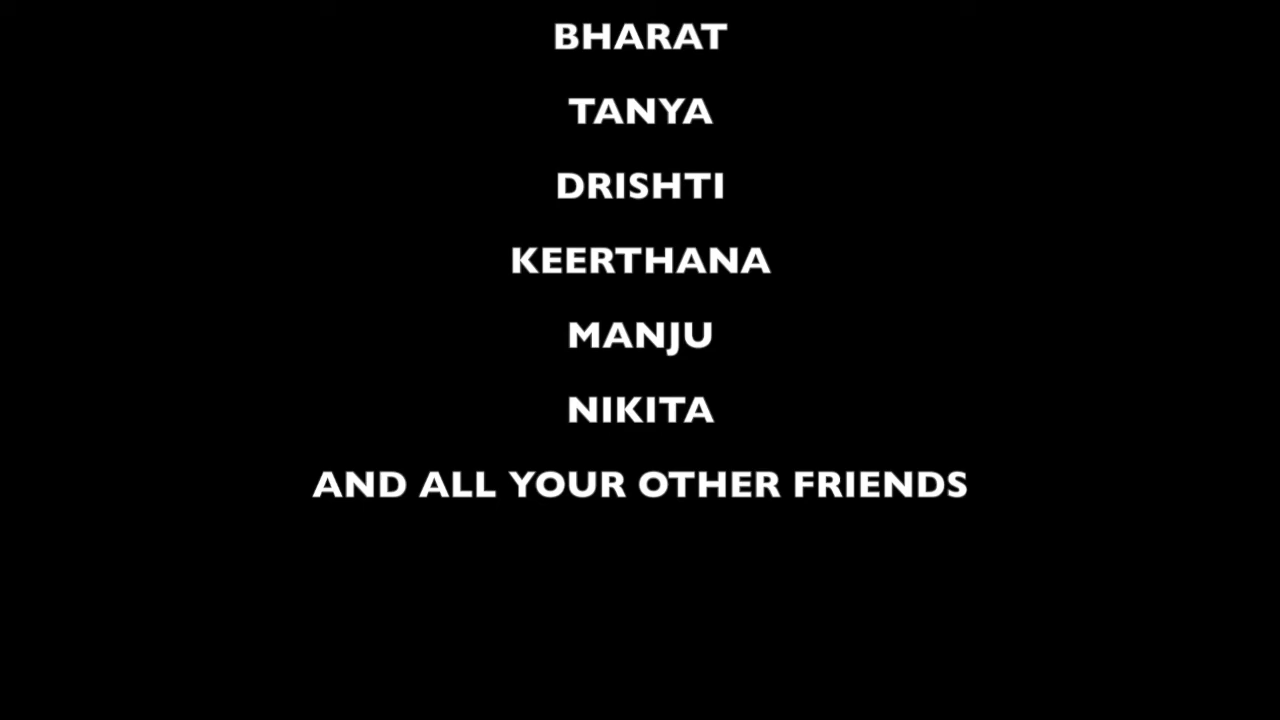 BHARAT
TANYA
DRISHTI
KEERTHANA
MANJU
NIKITA
AND ALL YOUR OTHER FRIENDS